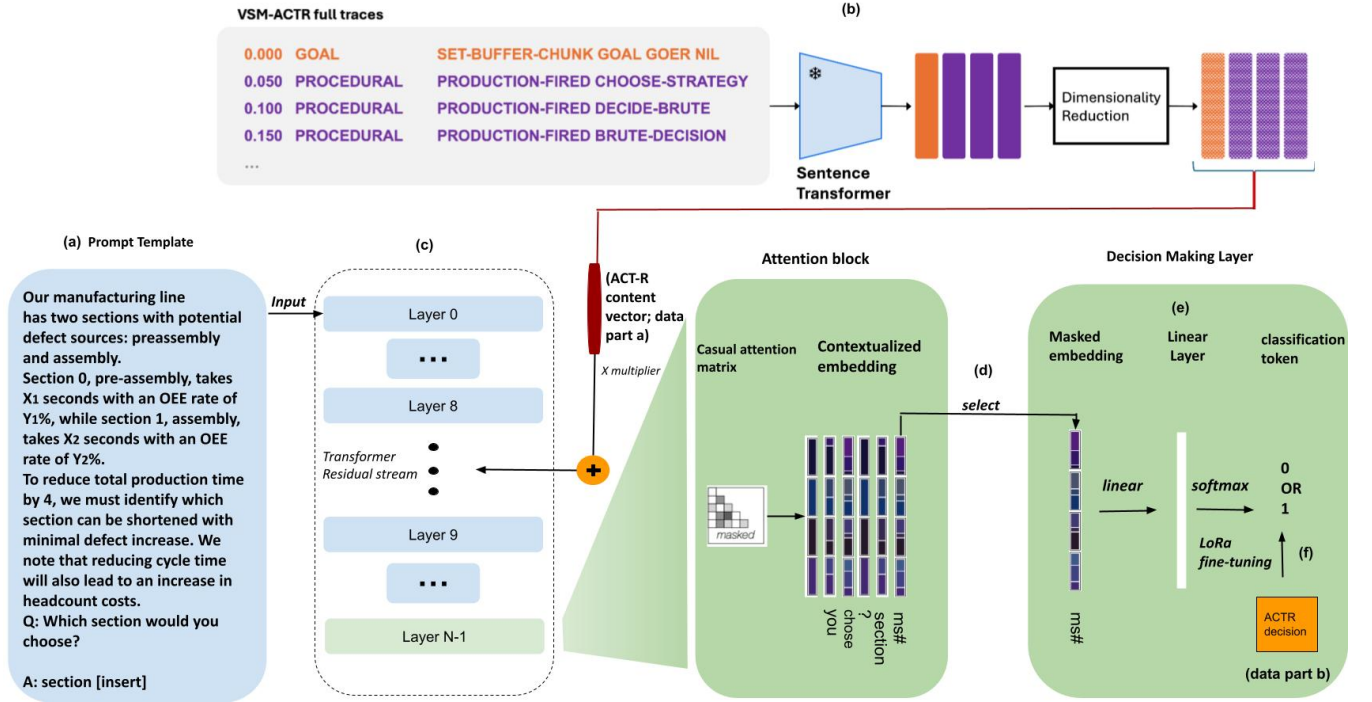 VSM-ACTR full traces
(b)
0.000 GOAL SET-BUFFER-CHUNK GOAL GOER NIL
0.050 PROCEDURAL PRODUCTION-FIRED CHOOSE-STRATEGY
0.100 PROCEDURAL PRODUCTION-FIRED DECIDE-BRUTE
0.150 PROCEDURAL PRODUCTION-FIRED BRUTE-DECISION
...
Sentence
Transformer
Dimensionality
Reduction
(a) Prompt Template
Our manufacturing line
has two sections with potential
defect sources: preassembly
and assembly.
Section 0, pre-assembly, takes
X1 seconds with an OEE rate of
Y1%, while section 1, assembly,
takes X2 seconds with an OEE
rate of Y2%.
To reduce total production time
by 4, we must identify which
section can be shortened with
minimal defect increase. We
note that reducing cycle time
will also lead to an increase in
headcount costs.
Q: Which section would you
choose?
A: section [insert]
Input
(c)
Layer 0
...
Layer 8
Transformer
Residual stream
Layer 9
...
Layer N-1
(ACT-R
content
vector; data
part a)
X multiplier
+
Attention block
Casual attention
matrix
Contextualized
embedding
masked
you
chose
?
section
ms#
(d)
select
Decision Making Layer
(e)
Masked
embedding
Linear
Layer
classification
token
linear
softmax
0
OR
1
LoRa
fine-tuning
(f)
ms#
ACTR
decision
(data part b)